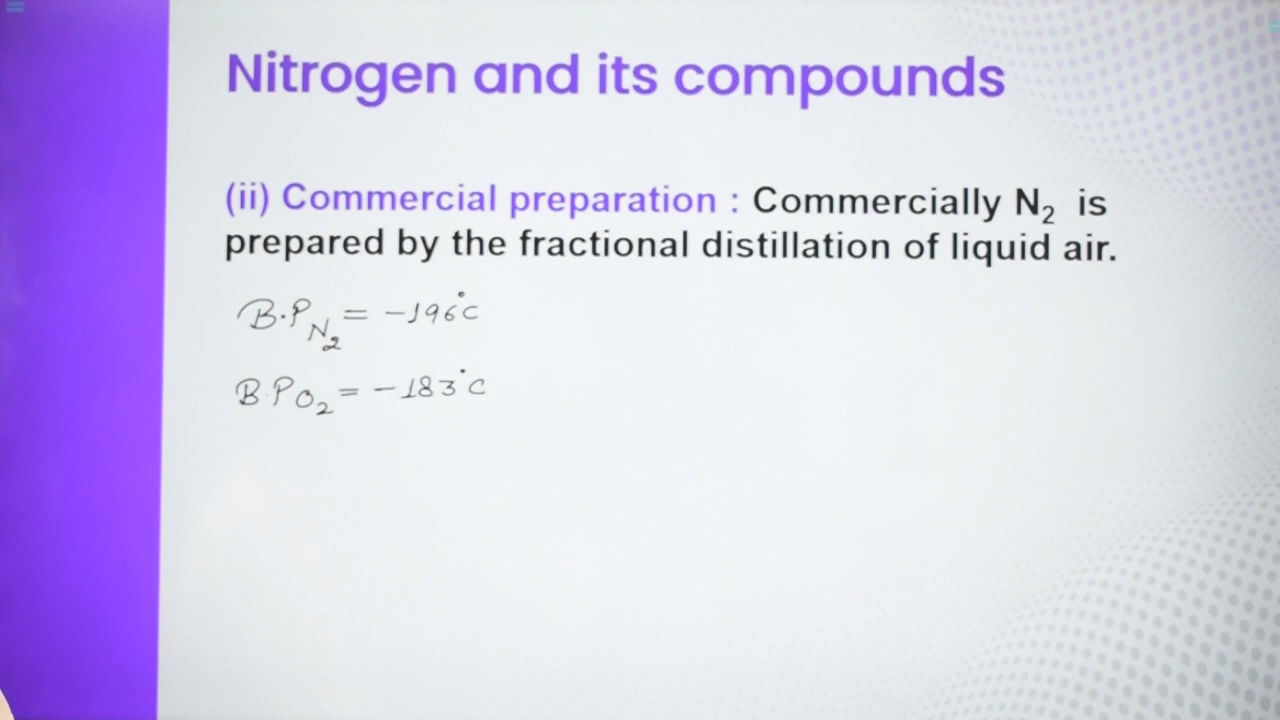 Nitrogen and its compounds
(ii) Commercial preparation : Commercially N₂ is
prepared by the fractional distillation of liquid air.
B.P N₂ = -196°C
B.P O₂ = -183°C